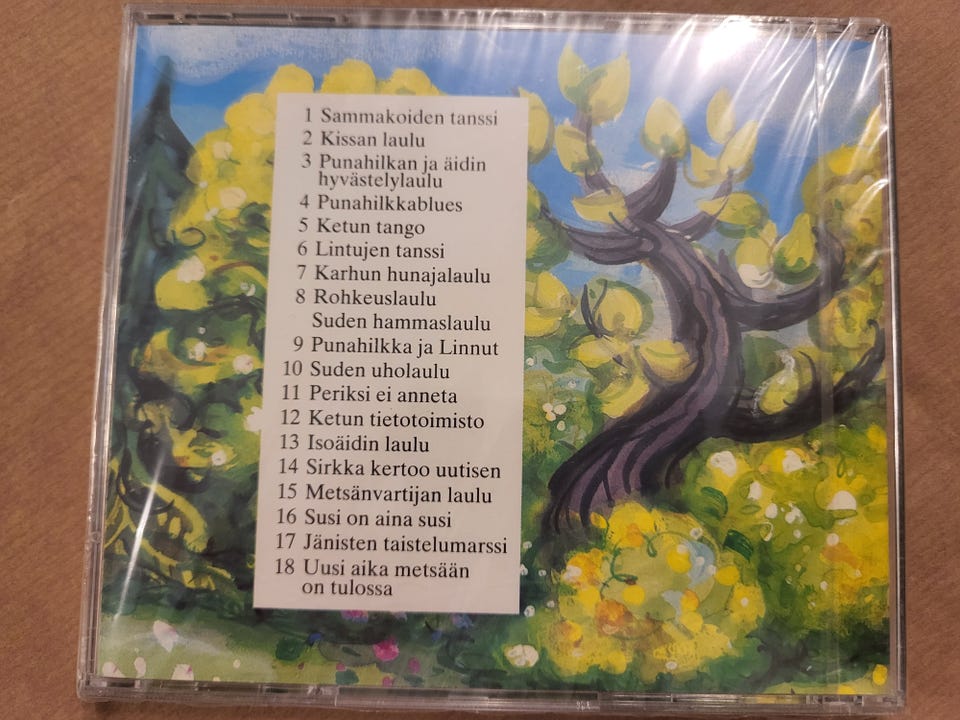 1 Sammakoiden tanssi
2 Kissan laulu
3 Punahilkan ja äidin
hyvästelylaulu
4 Punahilkkablues
5 Ketun tango
6 Lintujen tanssi
7 Karhun hunajalaulu
8 Rohkeuslaulu
Suden hammaslaulu
9 Punahilkka ja Linnut
10 Suden uholaulu
11 Periksi ei anneta
12 Ketun tietotoimisto
13 Isoäidin laulu
14 Sirkka kertoo uutisen
15 Metsänvartijan laulu
16 Susi on aina susi
17 Jänisten taistelumarssi
18 Uusi aika metsään
on tulossa